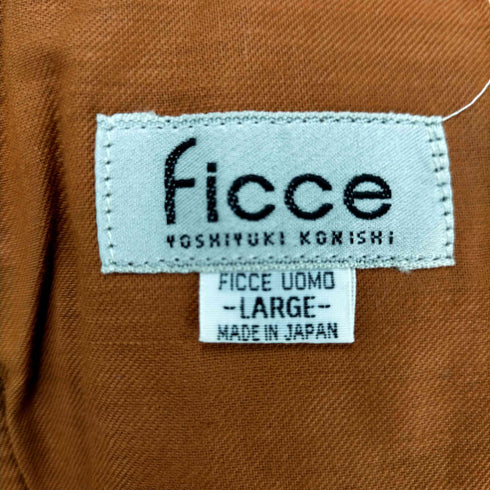 ficce
YOSHIYUKI KONISHI
FICCE UOMO
-LARGE-
MADE IN JAPAN